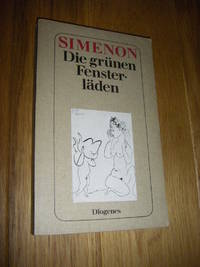 SIMENON
Die grünen
Fenster-
läden
Diogenes